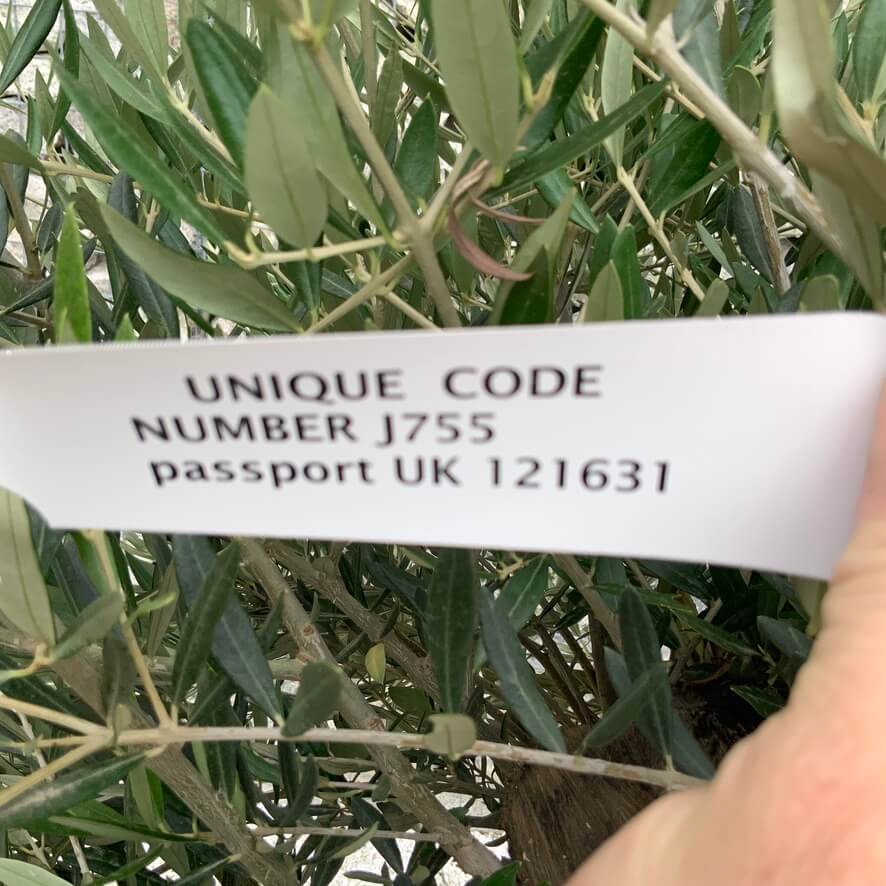 UNIQUE CODE
NUMBER J755
passport UK 121631